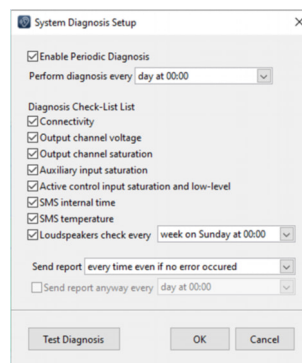 System Diagnosis Setup
Enable Periodic Diagnosis
Perform diagnosis every day at 00:00
Diagnosis Check-List List
Connectivity
Output channel voltage
Output channel saturation
Auxiliary input saturation
Active control input saturation and low-level
SMS internal time
SMS temperature
Loudspeakers check every week on Sunday at 00:00
Send report every time even if no error occured
Send report anyway every day at 00:00
Test Diagnosis OK Cancel